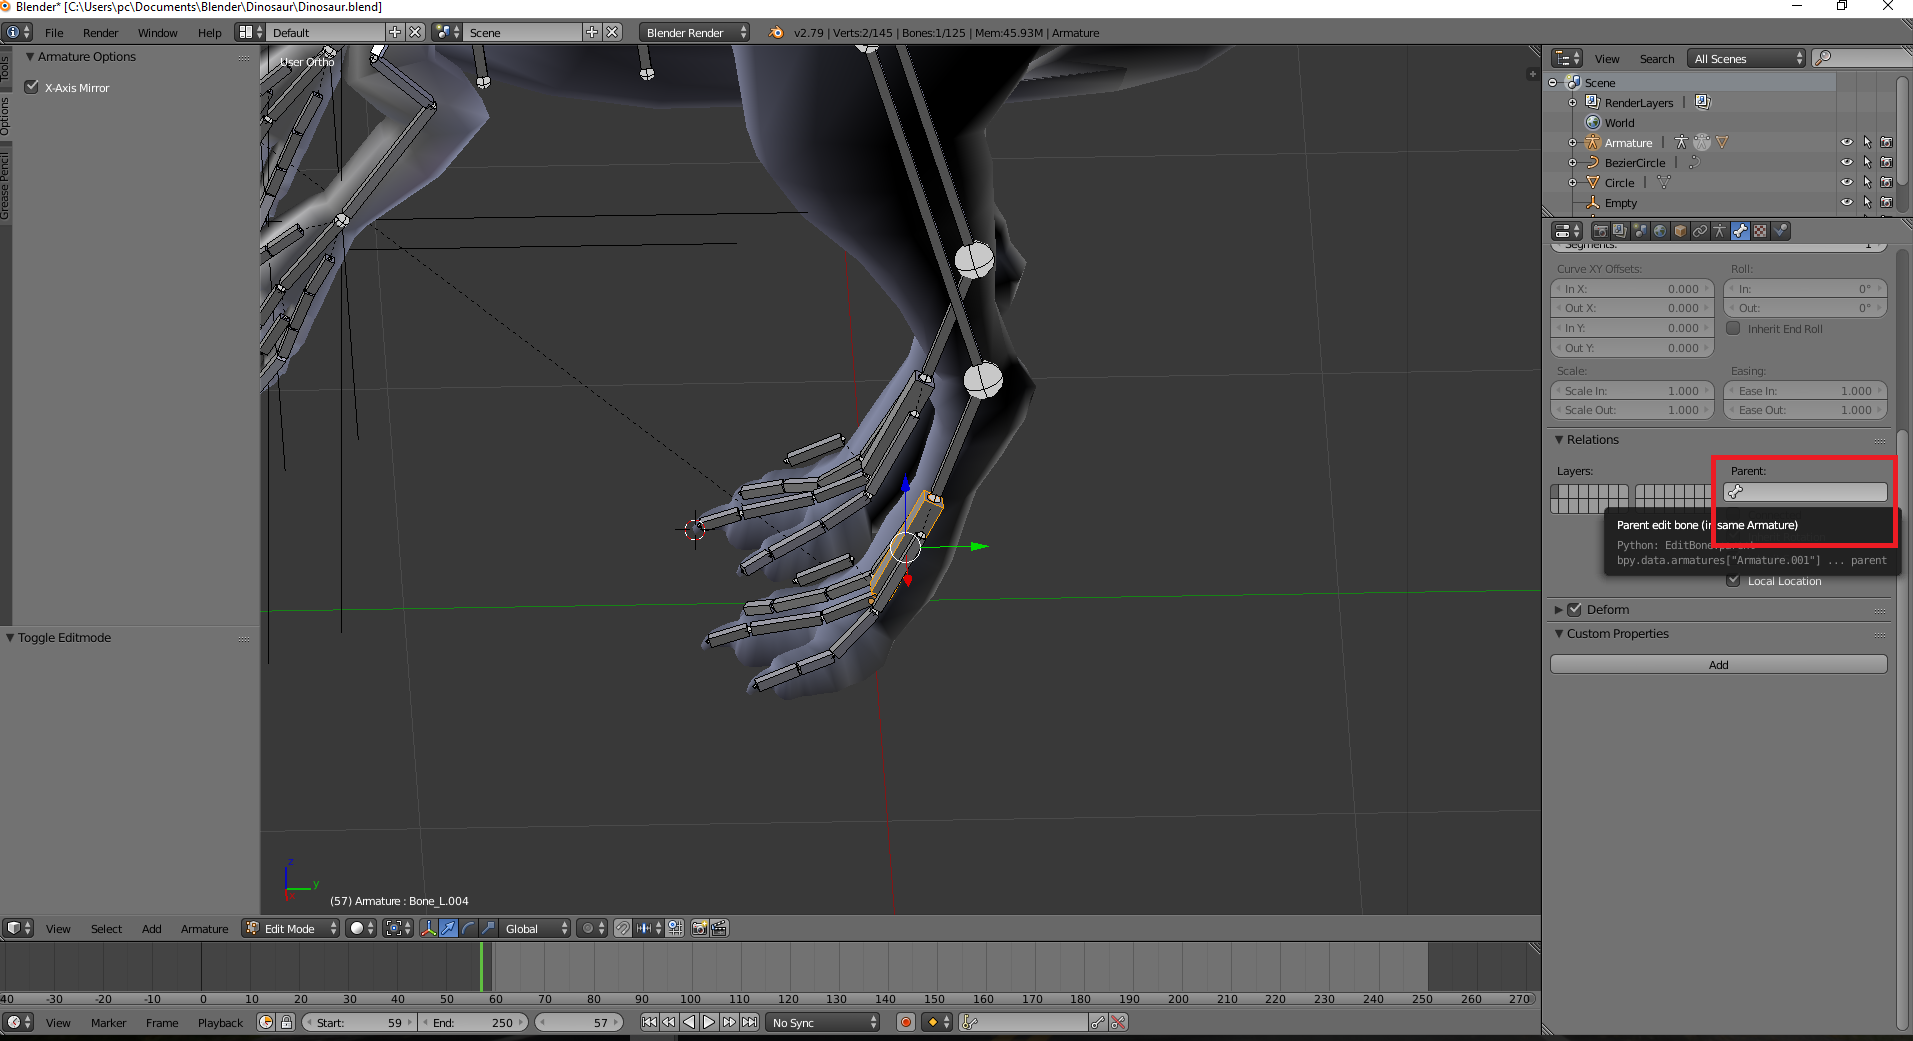 Blender* [C:\Users\pc\Documents\Blender\Dinosaur\Dinosaur.blend]
File Render Window Help Default Scene Blender Render v2.79 | Verts:2/145 | Bones:1/125 | Mem:45.93M | Armature
Tools
Options
Grease Pencil
Armature Options
X-Axis Mirror
Toggle Editmode
User Ortho
z
y
(57) Armature : Bone_L.004
View Search All Scenes
Scene
RenderLayers
World
Armature
BezierCircle
Circle
Empty
Segments: 1
Curve XY Offsets: Roll:
In X: 0.000 In: 0°
Out X: 0.000 Out: 0°
In Y: 0.000 Inherit End Roll
Out Y: 0.000
Scale: Easing:
Scale In: 1.000 Ease In: 1.000
Scale Out: 1.000 Ease Out: 1.000
Relations
Layers: Parent:
Parent edit bone (in same Armature)
Python: EditBone.parent
bpy.data.armatures["Armature.001"] ... parent
Local Location
Deform
Custom Properties
Add
View Select Add Armature Edit Mode Global
40 -30 -20 -10 0 10 20 30 40 50 60 70 80 90 100 110 120 130 140 150 160 170 180 190 200 210 220 230 240 250 260 270
View Marker Frame Playback Start: 59 End: 250 57 No Sync